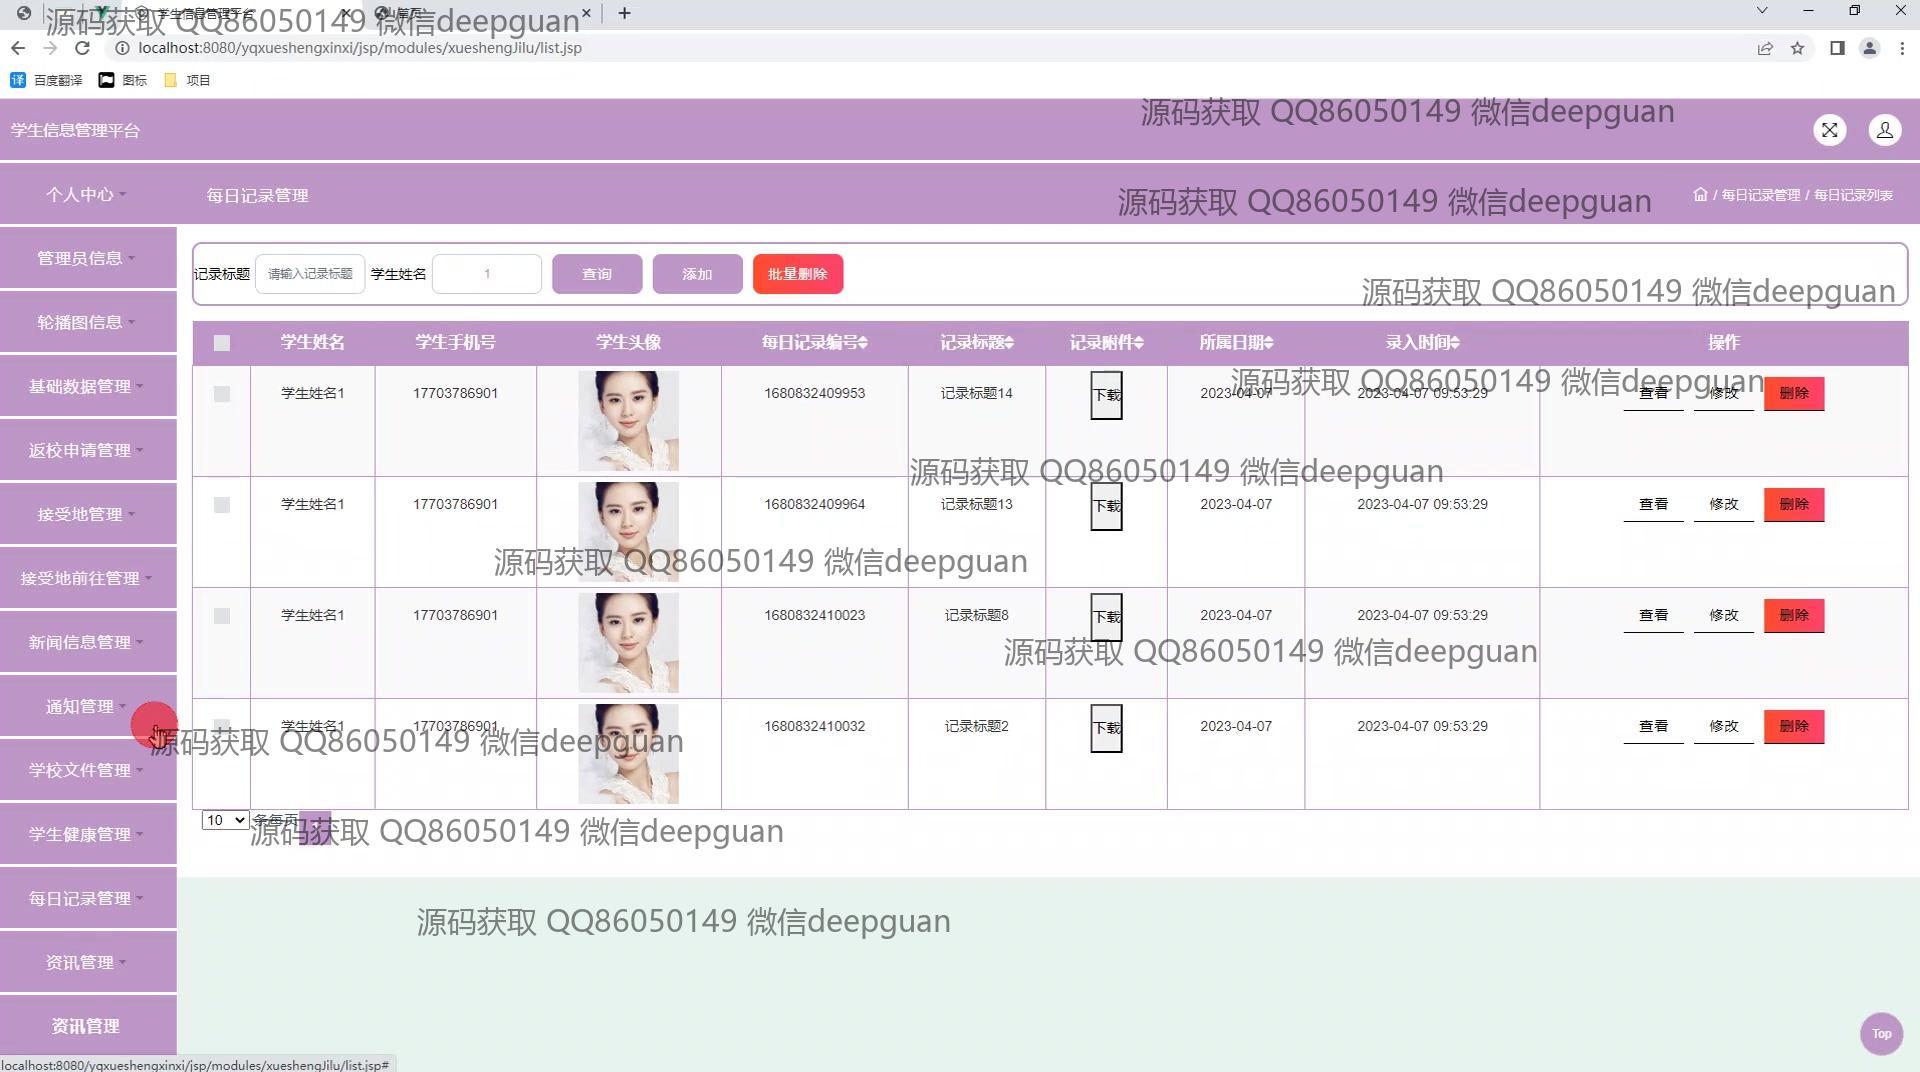 学生信息管理平台
源码获取 QQ86050149 微信deepguan
localhost:8080/yqxueshengxinxi/jsp/modules/xueshengJilu/list.jsp
百度翻译 图标 项目
源码获取 QQ86050149 微信deepguan
学生信息管理平台
个人中心
每日记录管理
源码获取 QQ86050149 微信deepguan
/ 每日记录管理 / 每日记录列表
管理员信息
轮播图信息
基础数据管理
返校申请管理
接受地管理
接受地前往管理
新闻信息管理
通知管理
学校文件管理
学生健康管理
每日记录管理
资讯管理
资讯管理
记录标题 请输入记录标题 学生姓名 1 查询 添加 批量删除
源码获取 QQ86050149 微信deepguan
学生姓名 学生手机号 学生头像 每日记录编号 记录标题 记录附件 所属日期 录入时间 操作
源码获取 QQ86050149 微信deepguan
学生姓名1 17703786901 1680832409953 记录标题14 下载 2023-04-07 2023-04-07 09:53:29 查看 修改 删除
源码获取 QQ86050149 微信deepguan
学生姓名1 17703786901 1680832409964 记录标题13 下载 2023-04-07 2023-04-07 09:53:29 查看 修改 删除
源码获取 QQ86050149 微信deepguan
学生姓名1 17703786901 1680832410023 记录标题8 下载 2023-04-07 2023-04-07 09:53:29 查看 修改 删除
源码获取 QQ86050149 微信deepguan
学生姓名1 17703786901 1680832410032 记录标题2 下载 2023-04-07 2023-04-07 09:53:29 查看 修改 删除
源码获取 QQ86050149 微信deepguan
10 条每页
源码获取 QQ86050149 微信deepguan
源码获取 QQ86050149 微信deepguan
Top
localhost:8080/yqxueshengxinxi/jsp/modules/xueshengJilu/list.jsp#